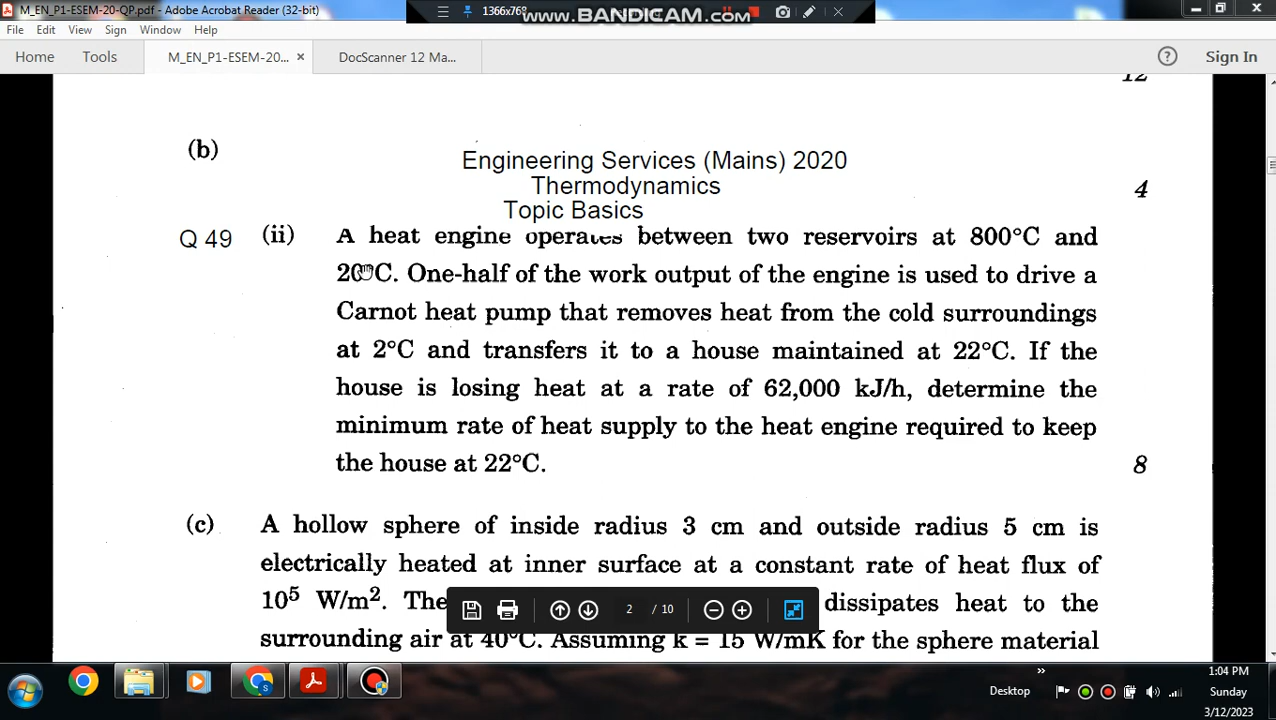 M_EN_P1-ESEM-20-QP.pdf - Adobe Acrobat Reader (32-bit)
1366x768
www.BANDICAM.com
File Edit View Sign Window Help
Home Tools M_EN_P1-ESEM-20... × DocScanner 12 Ma... Sign In
12
(b)
Engineering Services (Mains) 2020
Thermodynamics
4
Topic Basics
Q 49 (ii) A heat engine operates between two reservoirs at 800°C and
20°C. One-half of the work output of the engine is used to drive a
Carnot heat pump that removes heat from the cold surroundings
at 2°C and transfers it to a house maintained at 22°C. If the
house is losing heat at a rate of 62,000 kJ/h, determine the
minimum rate of heat supply to the heat engine required to keep
the house at 22°C. 8
(c) A hollow sphere of inside radius 3 cm and outside radius 5 cm is
electrically heated at inner surface at a constant rate of heat flux of
10⁵ W/m². The dissipates heat to the
2 / 10
surrounding air at 40°C. Assuming k = 15 W/mK for the sphere material
1:04 PM
Desktop » Sunday
3/12/2023